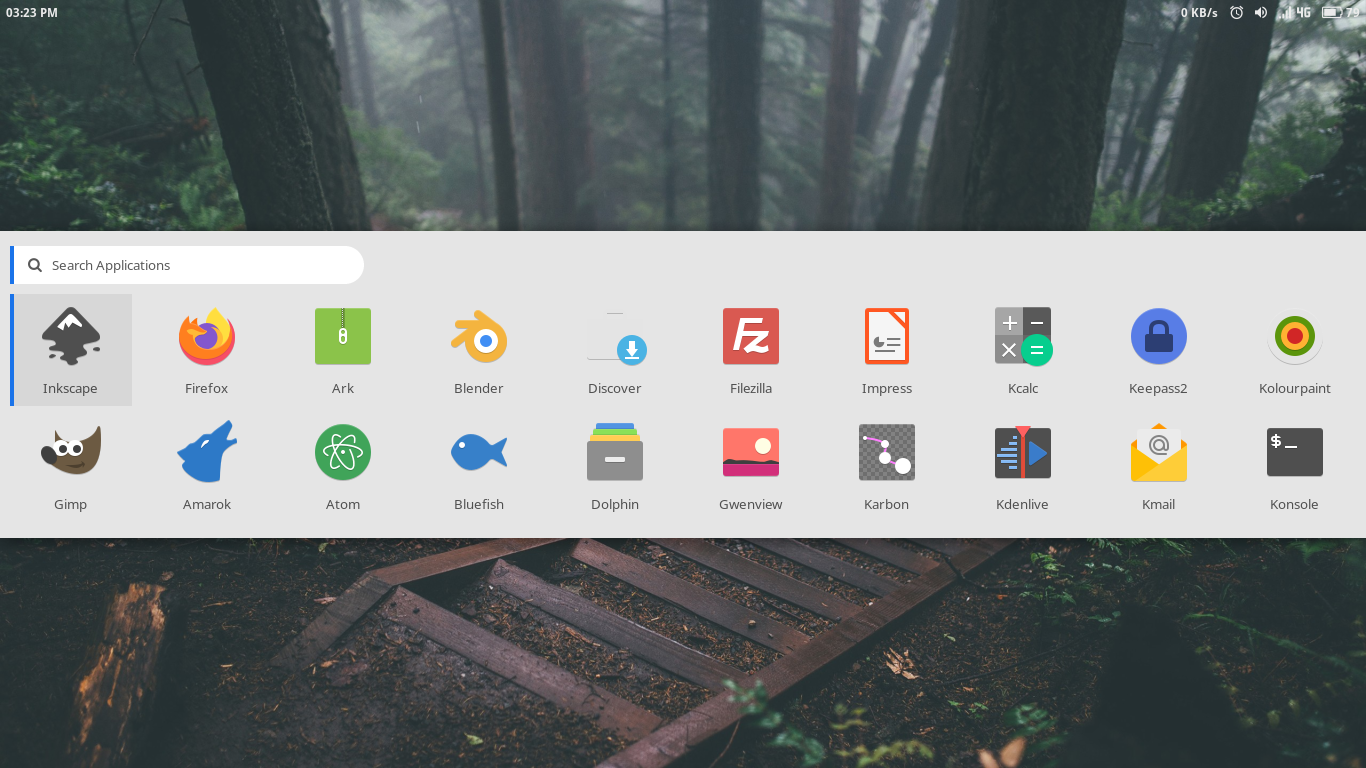 03:23 PM
0 KB/s 4G 79
Search Applications
Inkscape Firefox Ark Blender Discover Filezilla Impress Kcalc Keepass2 Kolourpaint
Gimp Amarok Atom Bluefish Dolphin Gwenview Karbon Kdenlive Kmail Konsole